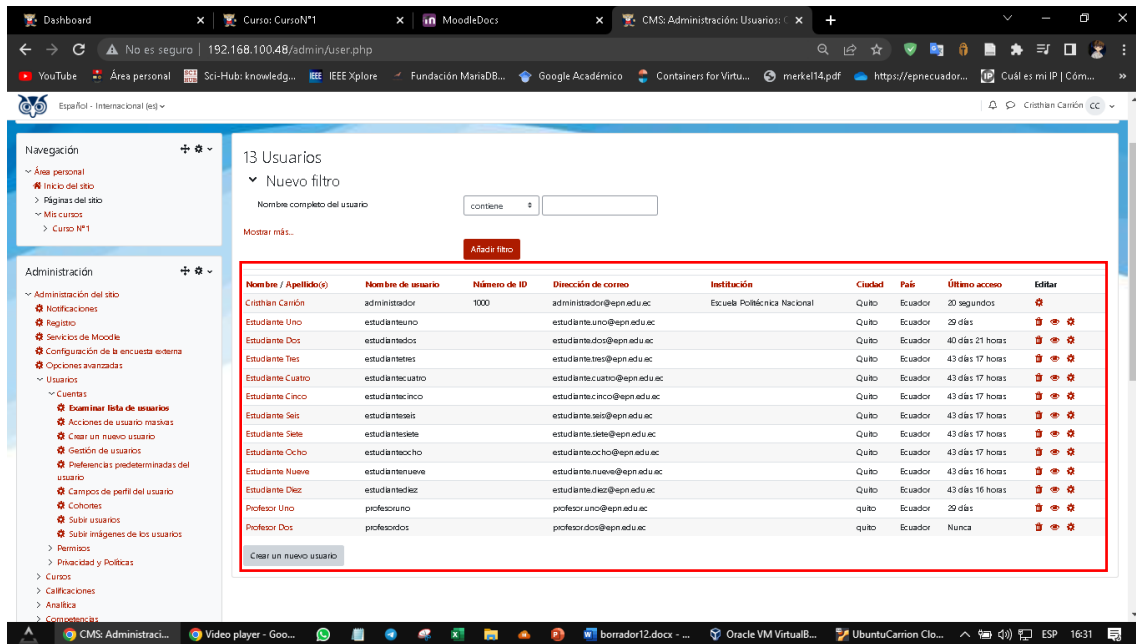 Dashboard
Curso: CursoNº1
MoodleDocs
CMS: Administración: Usuarios: C
No es seguro 192.168.100.48/admin/user.php
YouTube Área personal Sci-Hub: knowledg... IEEE Xplore Fundación MariaDB... Google Académico Containers for Virtu... merkel14.pdf https://epnecuador... Cuál es mi IP | Cóm... »
Español - Internacional (es)
Cristhian Carrión CC
Navegación
Área personal
Inicio del sitio
Páginas del sitio
Mis cursos
Curso Nº1
Administración
Administración del sitio
Notificaciones
Registro
Servicios de Moodle
Configuración de la encuesta externa
Opciones avanzadas
Usuarios
Cuentas
Examinar lista de usuarios
Acciones de usuario masivas
Crear un nuevo usuario
Gestión de usuarios
Preferencias predeterminadas del
usuario
Campos de perfil del usuario
Cohortes
Subir usuarios
Subir imágenes de los usuarios
Permisos
Privacidad y Políticas
Cursos
Calificaciones
Analítica
Competencias
13 Usuarios
Nuevo filtro
Nombre completo del usuario contiene
Mostrar más...
Añadir filtro
Nombre / Apellido(s) Nombre de usuario Número de ID Dirección de correo Institución Ciudad País Último acceso Editar
Cristhian Carrión administrador 1000 administrador@epn.edu.ec Escuela Politécnica Nacional Quito Ecuador 20 segundos
Estudiante Uno estudianteuno estudiante.uno@epn.edu.ec Quito Ecuador 29 días
Estudiante Dos estudiantedos estudiante.dos@epn.edu.ec Quito Ecuador 40 días 21 horas
Estudiante Tres estudiantetres estudiante.tres@epn.edu.ec Quito Ecuador 43 días 17 horas
Estudiante Cuatro estudiantecuatro estudiante.cuatro@epn.edu.ec Quito Ecuador 43 días 17 horas
Estudiante Cinco estudiantecinco estudiante.cinco@epn.edu.ec Quito Ecuador 43 días 17 horas
Estudiante Seis estudianteseis estudiante.seis@epn.edu.ec Quito Ecuador 43 días 17 horas
Estudiante Siete estudiantesiete estudiante.siete@epn.edu.ec Quito Ecuador 43 días 17 horas
Estudiante Ocho estudianteocho estudiante.ocho@epn.edu.ec Quito Ecuador 43 días 17 horas
Estudiante Nueve estudiantenueve estudiante.nueve@epn.edu.ec Quito Ecuador 43 días 16 horas
Estudiante Diez estudiantediez estudiante.diez@epn.edu.ec Quito Ecuador 43 días 16 horas
Profesor Uno profesoruno profesor.uno@epn.edu.ec quito Ecuador 29 días
Profesor Dos profesordos profesor.dos@epn.edu.ec quito Ecuador Nunca
Crear un nuevo usuario
CMS: Administraci... Video player - Goo... borrador12.docx - ... Oracle VM VirtualB... UbuntuCarrion Clo... ESP 16:31